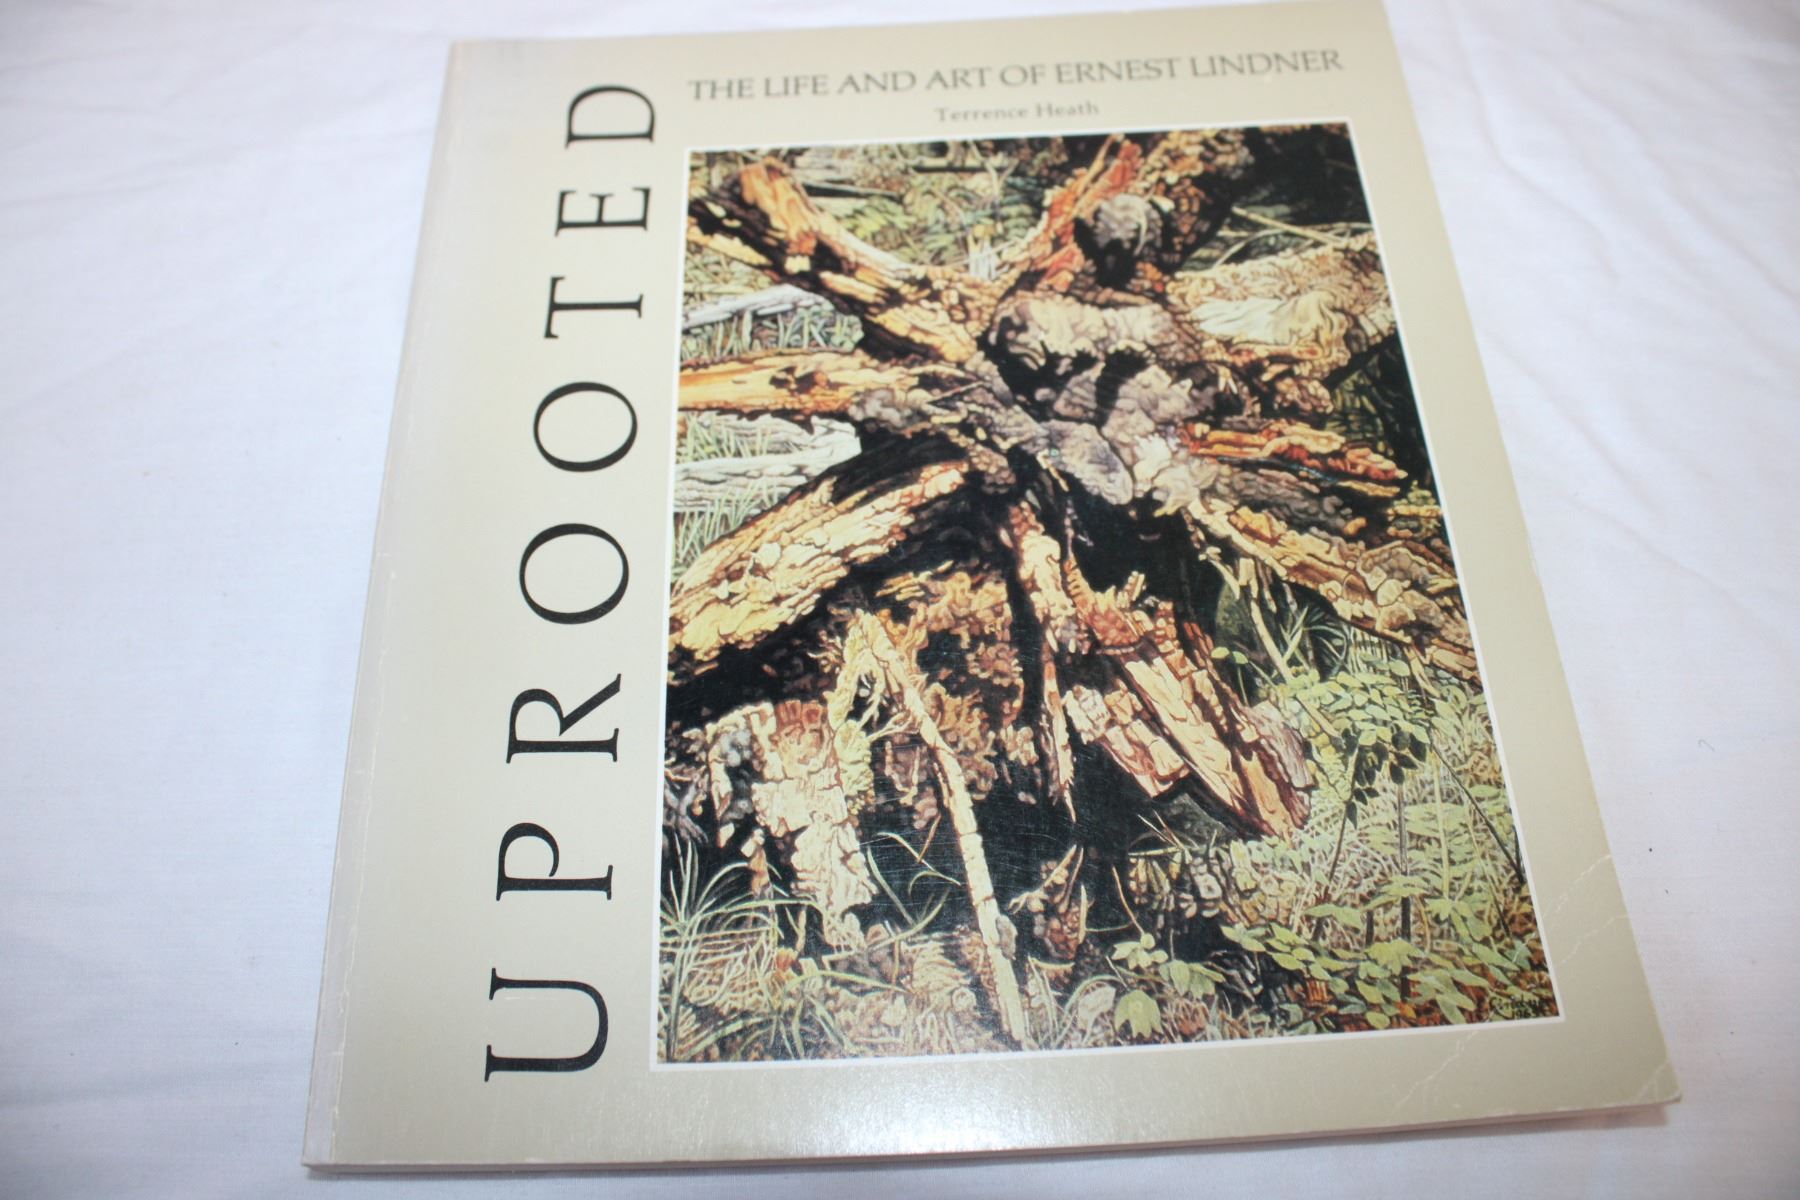 UPROOTED
THE LIFE AND ART OF ERNEST LINDNER
Terrence Heath